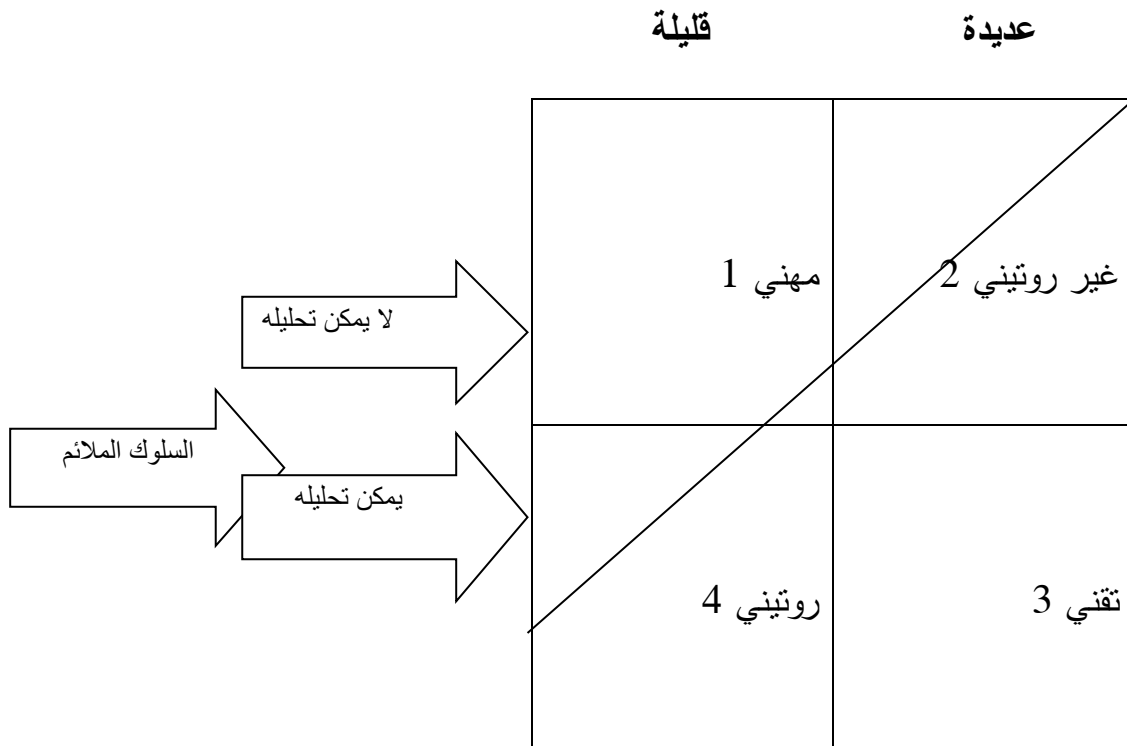 عديدة قليلة
غير روتيني 2 مهني 1
لا يمكن تحليله
السلوك الملائم
يمكن تحليله
تقني 3 روتيني 4